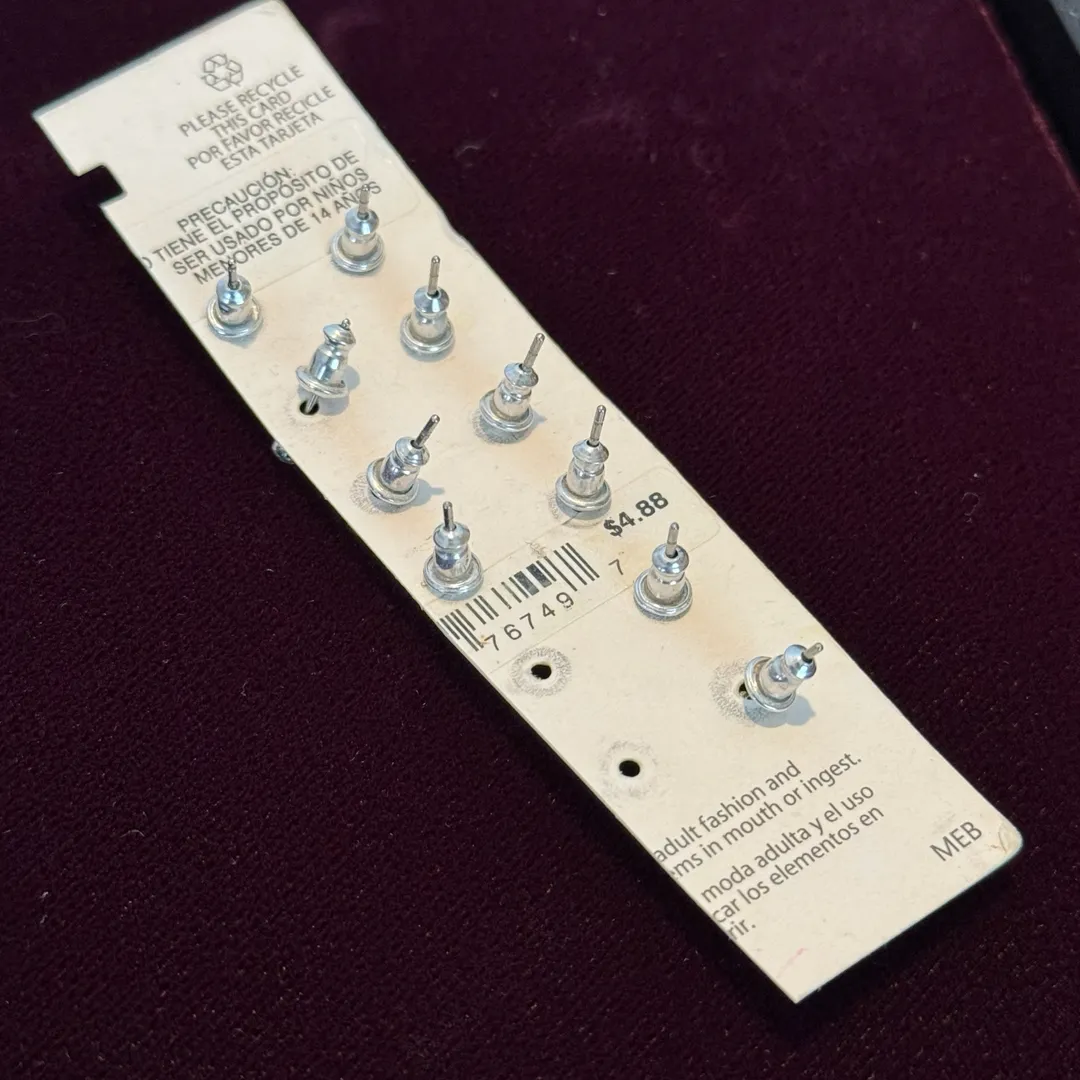 PLEASE RECYCLE
THIS CARD
POR FAVOR RECICLE
ESTA TARJETA
PRECAUCIÓN:
O TIENE EL PROPÓSITO DE
SER USADO POR NIÑOS
MENORES DE 14 AÑOS
$4.88
76749 7
adult fashion and
ems in mouth or ingest.
moda adulta y el uso
car los elementos en
rir.
MEB